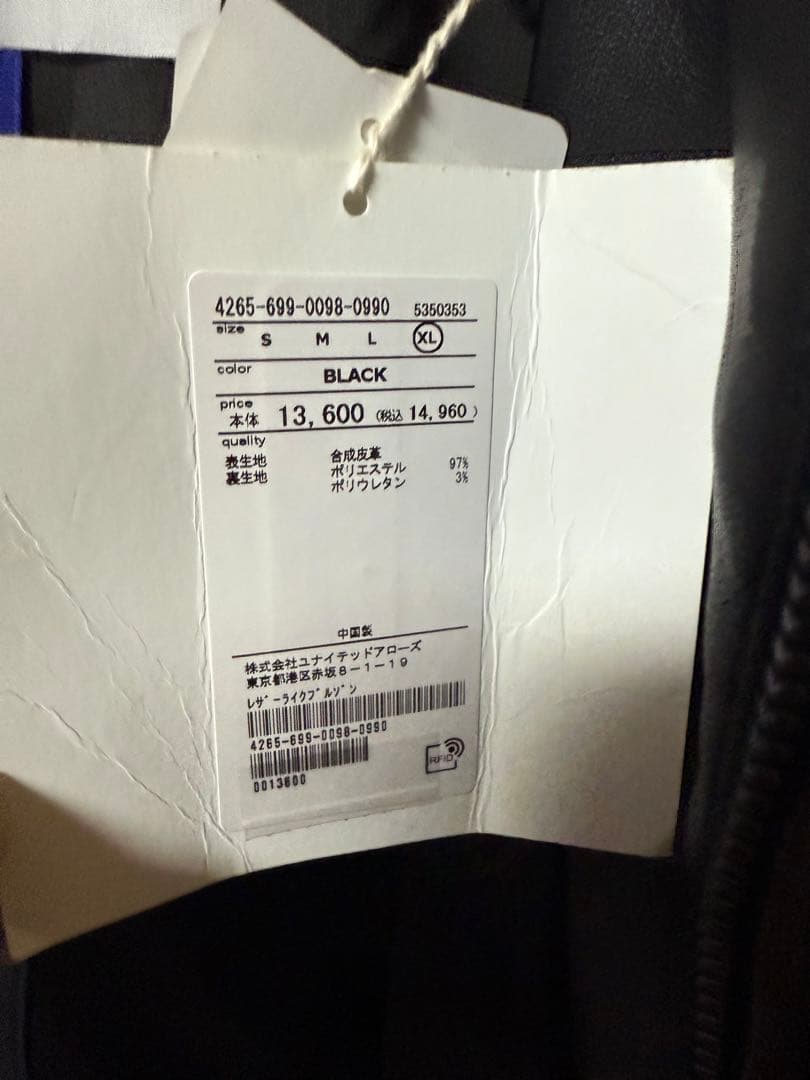 4265-699-0098-0990 5350353
size
S M L XL
color
BLACK
price
本体 13,600 (税込 14,960)
quality
表生地 合成皮革
裏生地 ポリエステル 97%
ポリウレタン 3%
中国製
株式会社ユナイテッドアローズ
東京都港区赤坂8-1-19
レザーライクブルゾン
4265-699-0098-0990
0013600
RFID